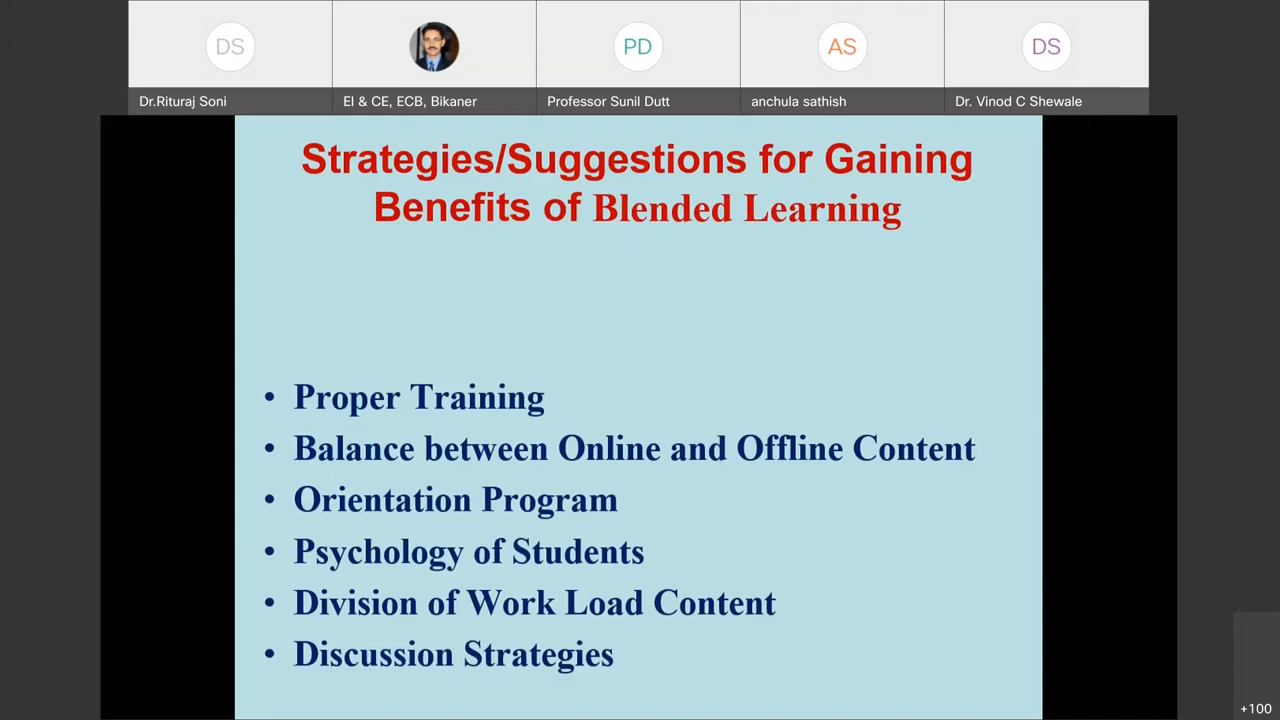 DS
PD
AS
DS
Dr.Rituraj Soni
EI & CE, ECB, Bikaner
Professor Sunil Dutt
anchula sathish
Dr. Vinod C Shewale
Strategies/Suggestions for Gaining
Benefits of Blended Learning
• Proper Training
• Balance between Online and Offline Content
• Orientation Program
• Psychology of Students
• Division of Work Load Content
• Discussion Strategies
+100